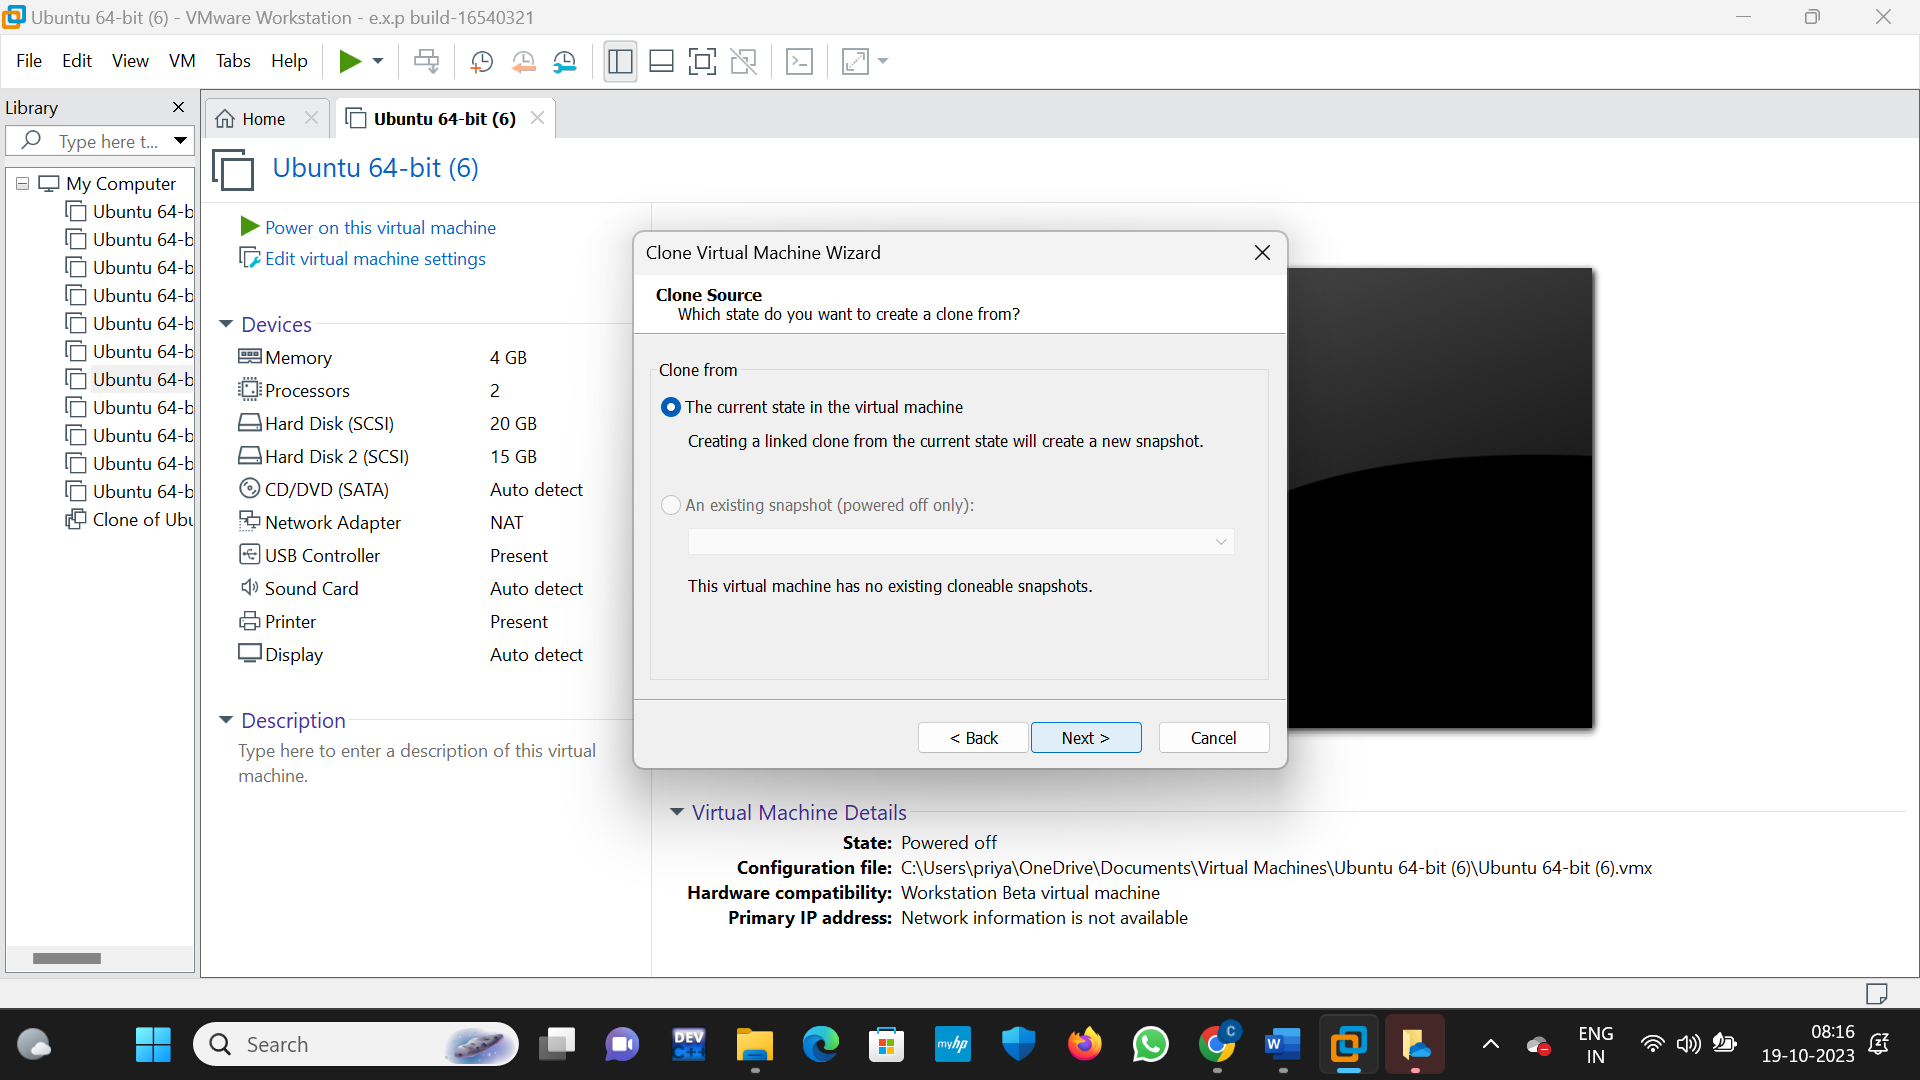 Ubuntu 64-bit (6) - VMware Workstation - e.x.p build-16540321
File Edit View VM Tabs Help
Library
Type here t...
My Computer
Ubuntu 64-b
Ubuntu 64-b
Ubuntu 64-b
Ubuntu 64-b
Ubuntu 64-b
Ubuntu 64-b
Ubuntu 64-b
Ubuntu 64-b
Ubuntu 64-b
Ubuntu 64-b
Ubuntu 64-b
Clone of Ubu
Home
Ubuntu 64-bit (6)
Ubuntu 64-bit (6)
Power on this virtual machine
Edit virtual machine settings
Devices
Memory 4 GB
Processors 2
Hard Disk (SCSI) 20 GB
Hard Disk 2 (SCSI) 15 GB
CD/DVD (SATA) Auto detect
Network Adapter NAT
USB Controller Present
Sound Card Auto detect
Printer Present
Display Auto detect
Description
Type here to enter a description of this virtual
machine.
Clone Virtual Machine Wizard
Clone Source
Which state do you want to create a clone from?
Clone from
The current state in the virtual machine
Creating a linked clone from the current state will create a new snapshot.
An existing snapshot (powered off only):
This virtual machine has no existing cloneable snapshots.
< Back Next > Cancel
Virtual Machine Details
State: Powered off
Configuration file: C:\Users\priya\OneDrive\Documents\Virtual Machines\Ubuntu 64-bit (6)\Ubuntu 64-bit (6).vmx
Hardware compatibility: Workstation Beta virtual machine
Primary IP address: Network information is not available
Search
DEV
C++
myhp
C
W
ENG
IN
08:16
19-10-2023